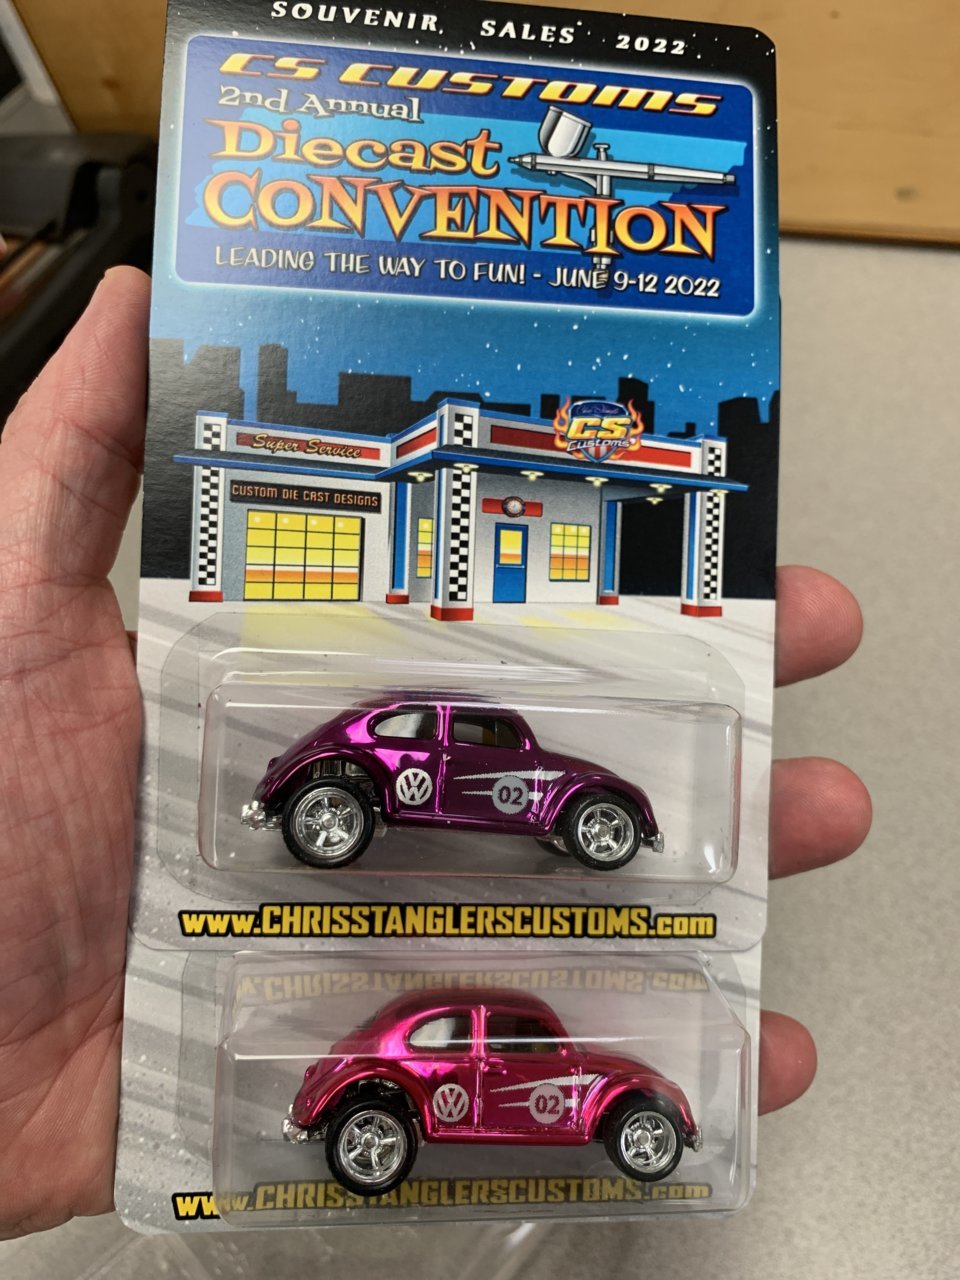 SOUVENIR SALES 2022
CS CUSTOMS
2nd Annual
Diecast
CONVENTION
LEADING THE WAY TO FUN! - JUNE 9-12 2022
Super Service
CS
Customs
CUSTOM DIE CAST DESIGNS
VW
02
www.CHRISSTANGLERSCUSTOMS.com
VW
02
www.CHRISSTANGLERSCUSTOMS.com